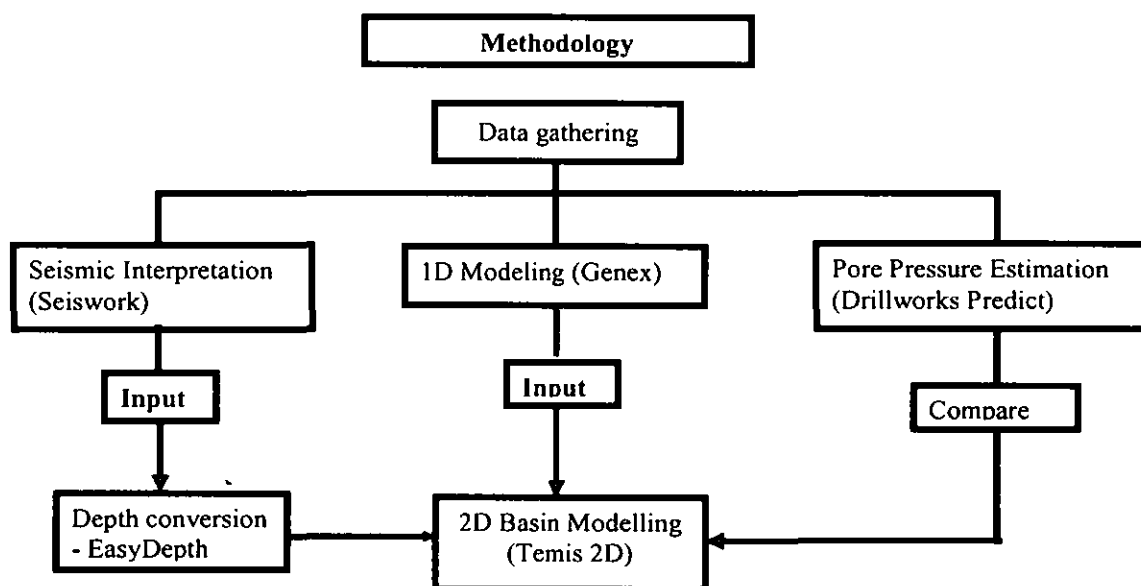 Methodology
Data gathering
Seismic Interpretation
(Seiswork)
1D Modeling (Genex)
Pore Pressure Estimation
(Drillworks Predict)
Input
Input
Compare
Depth conversion
- EasyDepth
2D Basin Modelling
(Temis 2D)